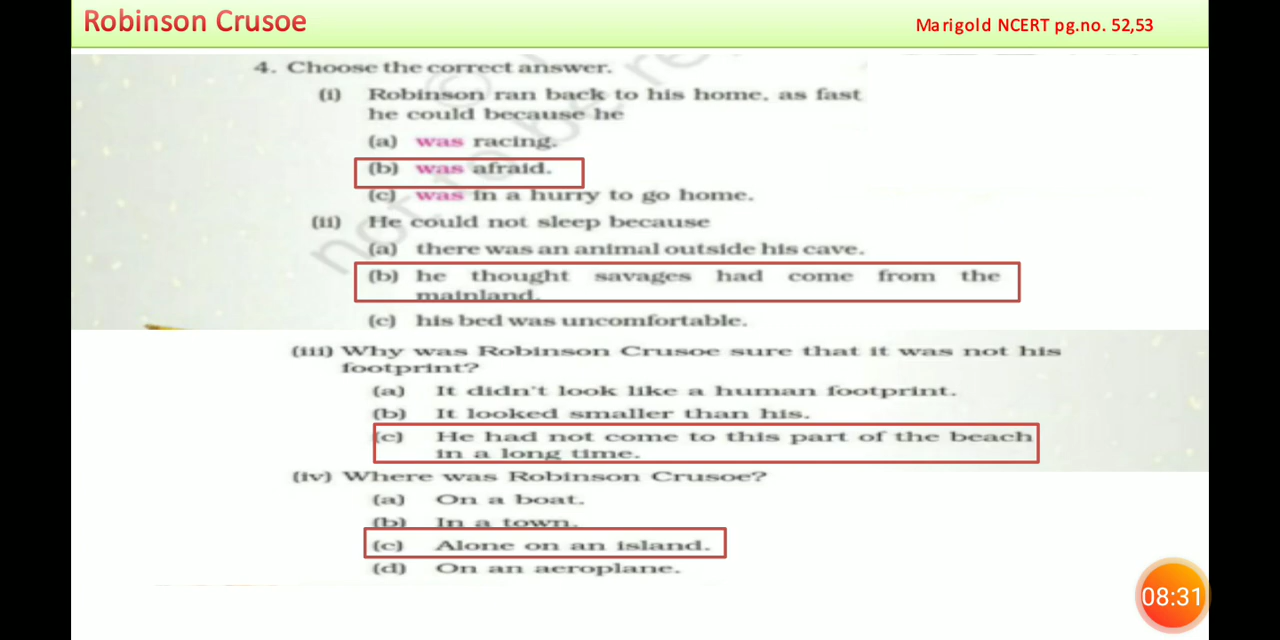 Robinson Crusoe
Marigold NCERT pg.no. 52,53
4. Choose the correct answer.
(i) Robinson ran back to his home, as fast
he could because he
(a) was racing.
(b) was afraid.
(c) was in a hurry to go home.
(ii) He could not sleep because
(a) there was an animal outside his cave.
(b) he thought savages had come from the
mainland.
(c) his bed was uncomfortable.
(iii) Why was Robinson Crusoe sure that it was not his
footprint?
(a) It didn't look like a human footprint.
(b) It looked smaller than his.
(c) He had not come to this part of the beach
in a long time.
(iv) Where was Robinson Crusoe?
(a) On a boat.
(b) In a town.
(c) Alone on an island.
(d) On an aeroplane.
08:31